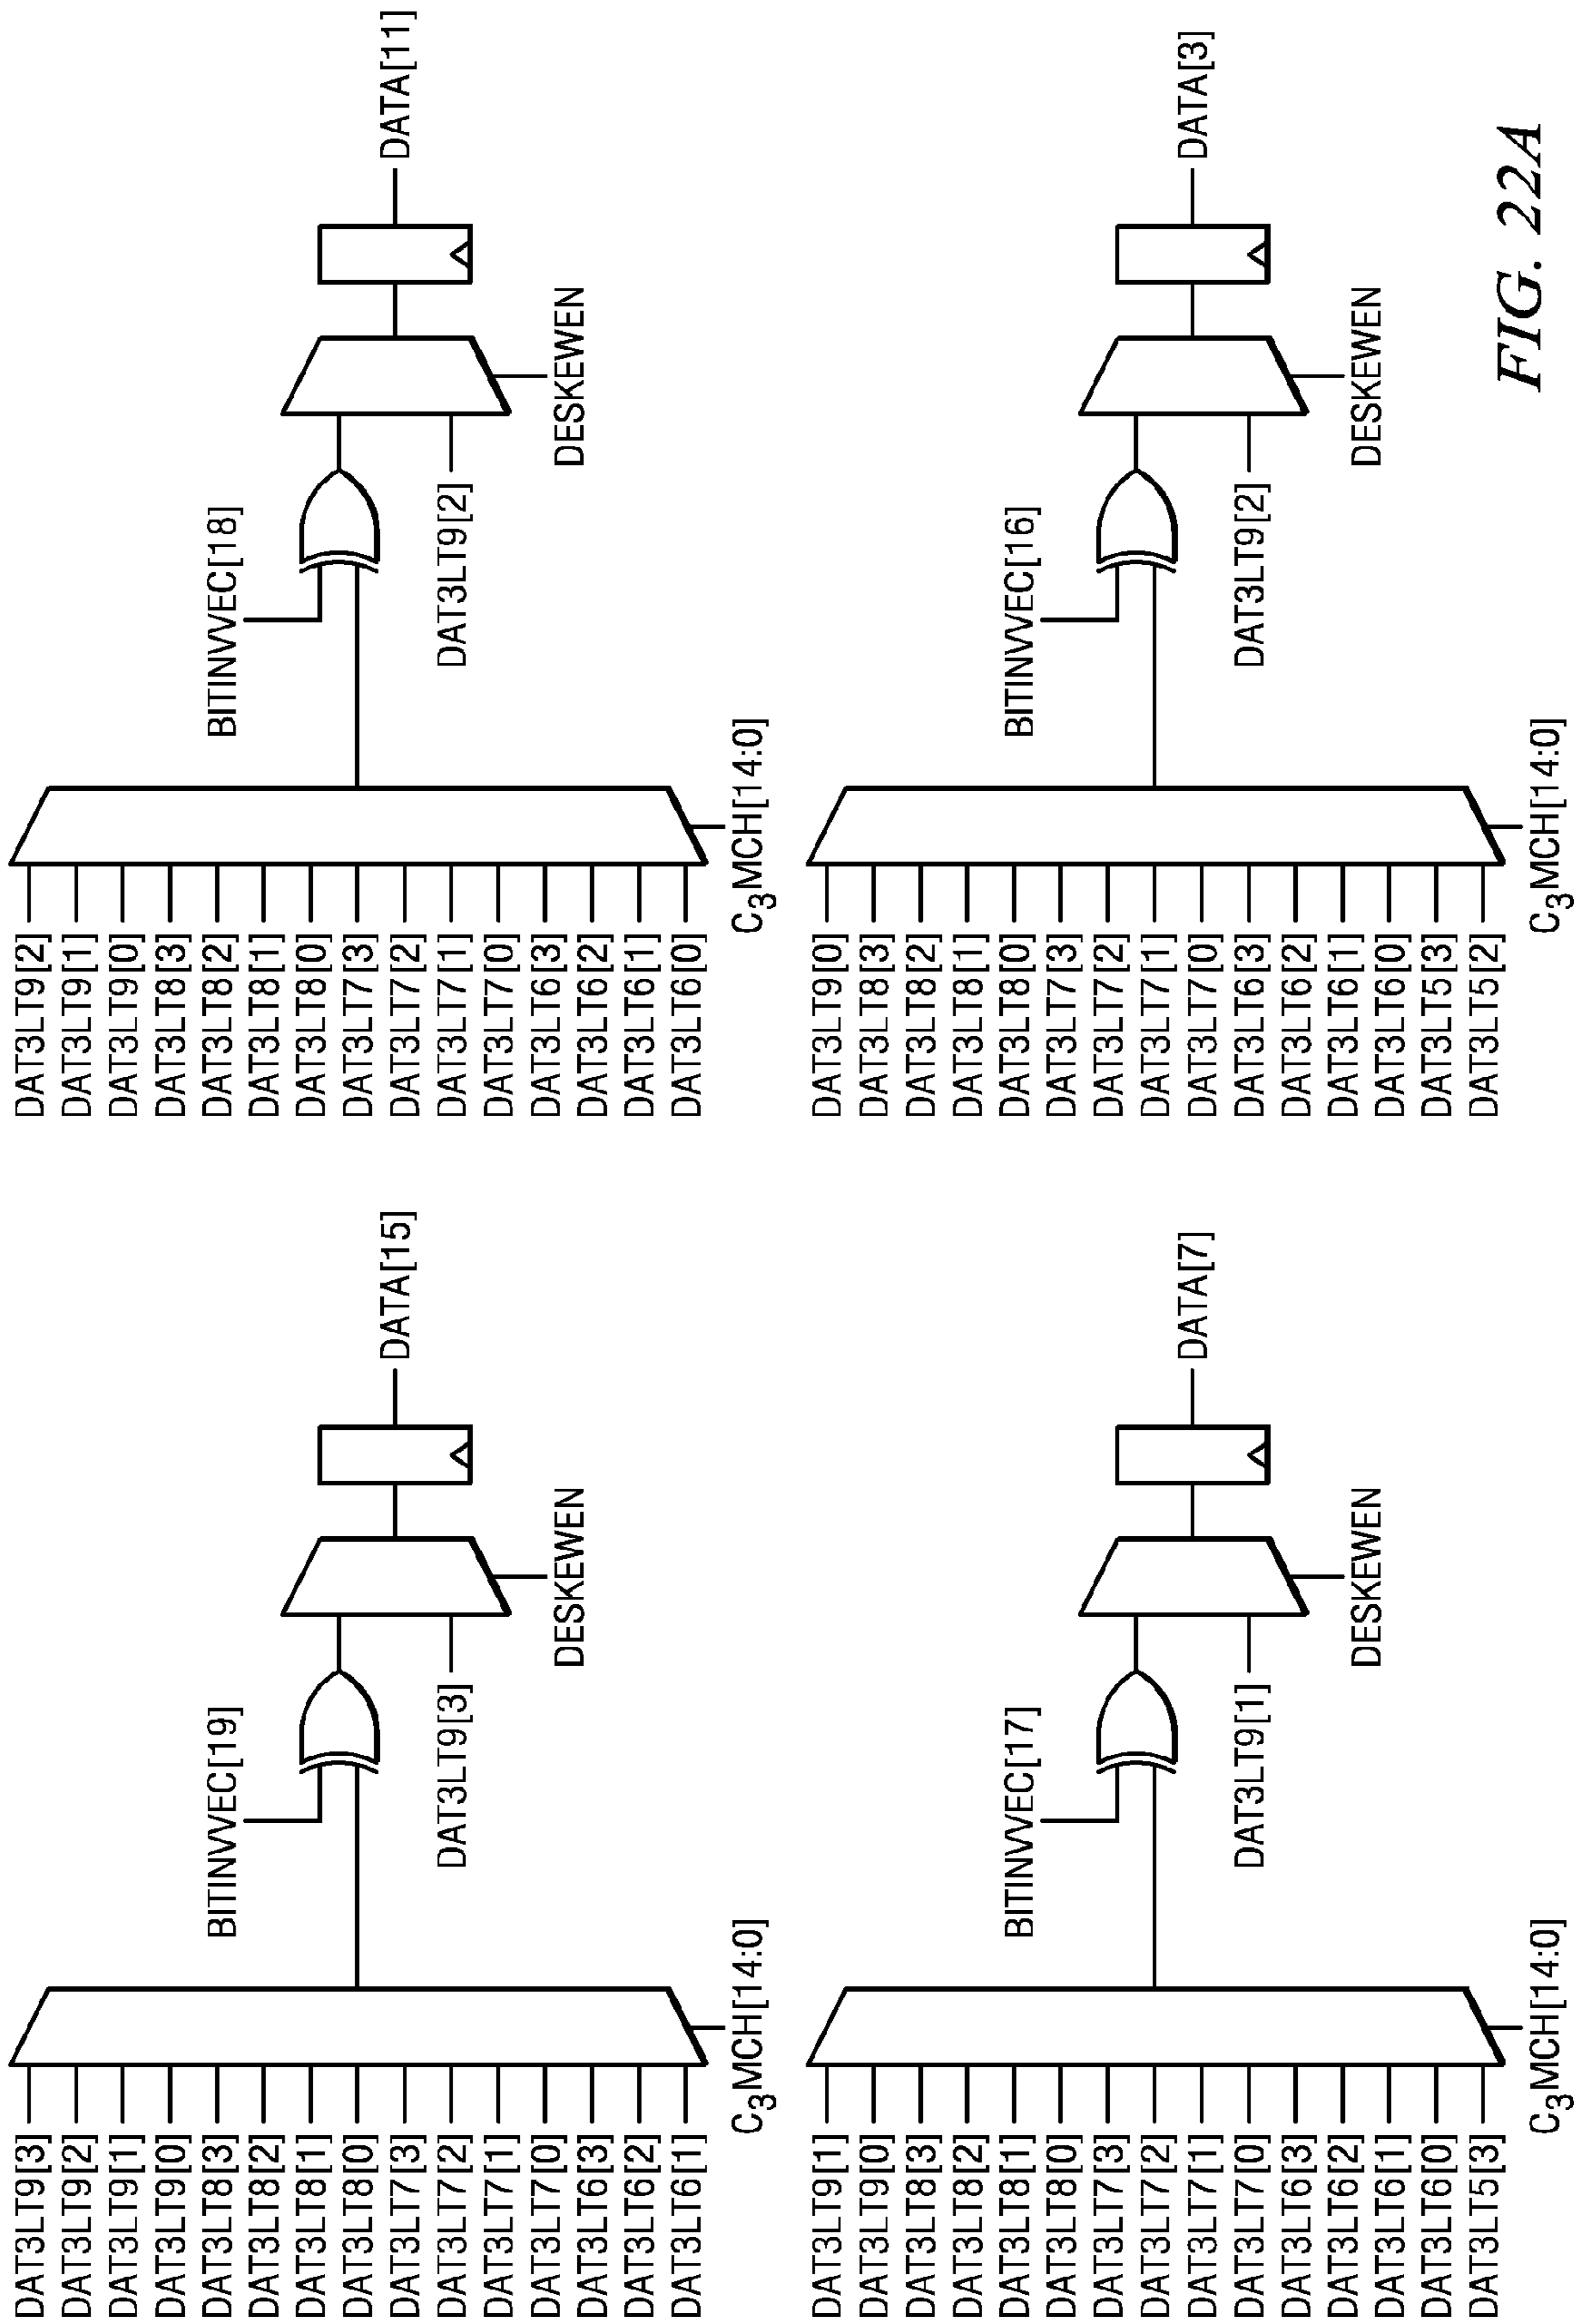 DAT3LT9[3]
DAT3LT9[2]
DAT3LT9[1]
DAT3LT9[0]
DAT3LT8[3]
DAT3LT8[2]
DAT3LT8[1]
DAT3LT8[0]
DAT3LT7[3]
DAT3LT7[2]
DAT3LT7[1]
DAT3LT7[0]
DAT3LT6[3]
DAT3LT6[2]
DAT3LT6[1]
C3MCH[14:0]
BITINVVEC[19]
DAT3LT9[3]
DESKEWEN
DATA[15]
DAT3LT9[2]
DAT3LT9[1]
DAT3LT9[0]
DAT3LT8[3]
DAT3LT8[2]
DAT3LT8[1]
DAT3LT8[0]
DAT3LT7[3]
DAT3LT7[2]
DAT3LT7[1]
DAT3LT7[0]
DAT3LT6[3]
DAT3LT6[2]
DAT3LT6[1]
DAT3LT6[0]
C3MCH[14:0]
BITINVVEC[18]
DAT3LT9[2]
DESKEWEN
DATA[11]
DAT3LT9[1]
DAT3LT9[0]
DAT3LT8[3]
DAT3LT8[2]
DAT3LT8[1]
DAT3LT8[0]
DAT3LT7[3]
DAT3LT7[2]
DAT3LT7[1]
DAT3LT7[0]
DAT3LT6[3]
DAT3LT6[2]
DAT3LT6[1]
DAT3LT6[0]
DAT3LT5[3]
C3MCH[14:0]
BITINVVEC[17]
DAT3LT9[1]
DESKEWEN
DATA[7]
DAT3LT9[0]
DAT3LT8[3]
DAT3LT8[2]
DAT3LT8[1]
DAT3LT8[0]
DAT3LT7[3]
DAT3LT7[2]
DAT3LT7[1]
DAT3LT7[0]
DAT3LT6[3]
DAT3LT6[2]
DAT3LT6[1]
DAT3LT6[0]
DAT3LT5[3]
DAT3LT5[2]
C3MCH[14:0]
BITINVVEC[16]
DAT3LT9[2]
DESKEWEN
DATA[3]
FIG. 22A